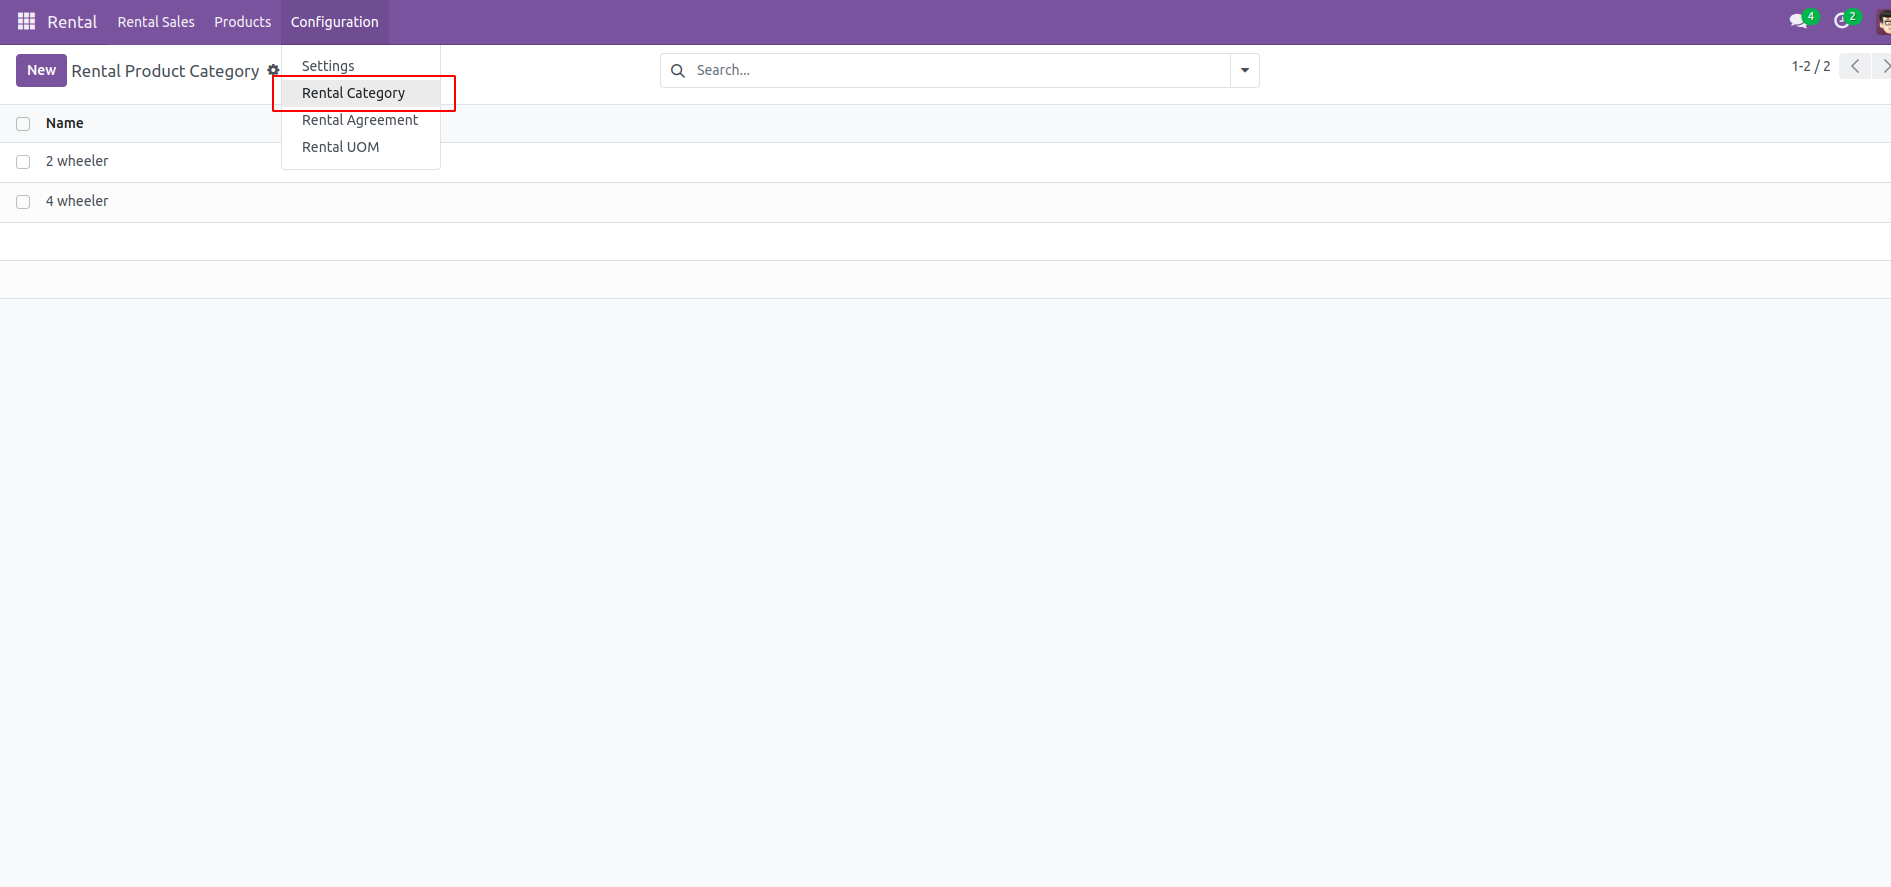 Rental Rental Sales Products Configuration 4 2
New Rental Product Category Search... 1-2 / 2
Settings
Rental Category
Rental Agreement
Rental UOM
Name
2 wheeler
4 wheeler